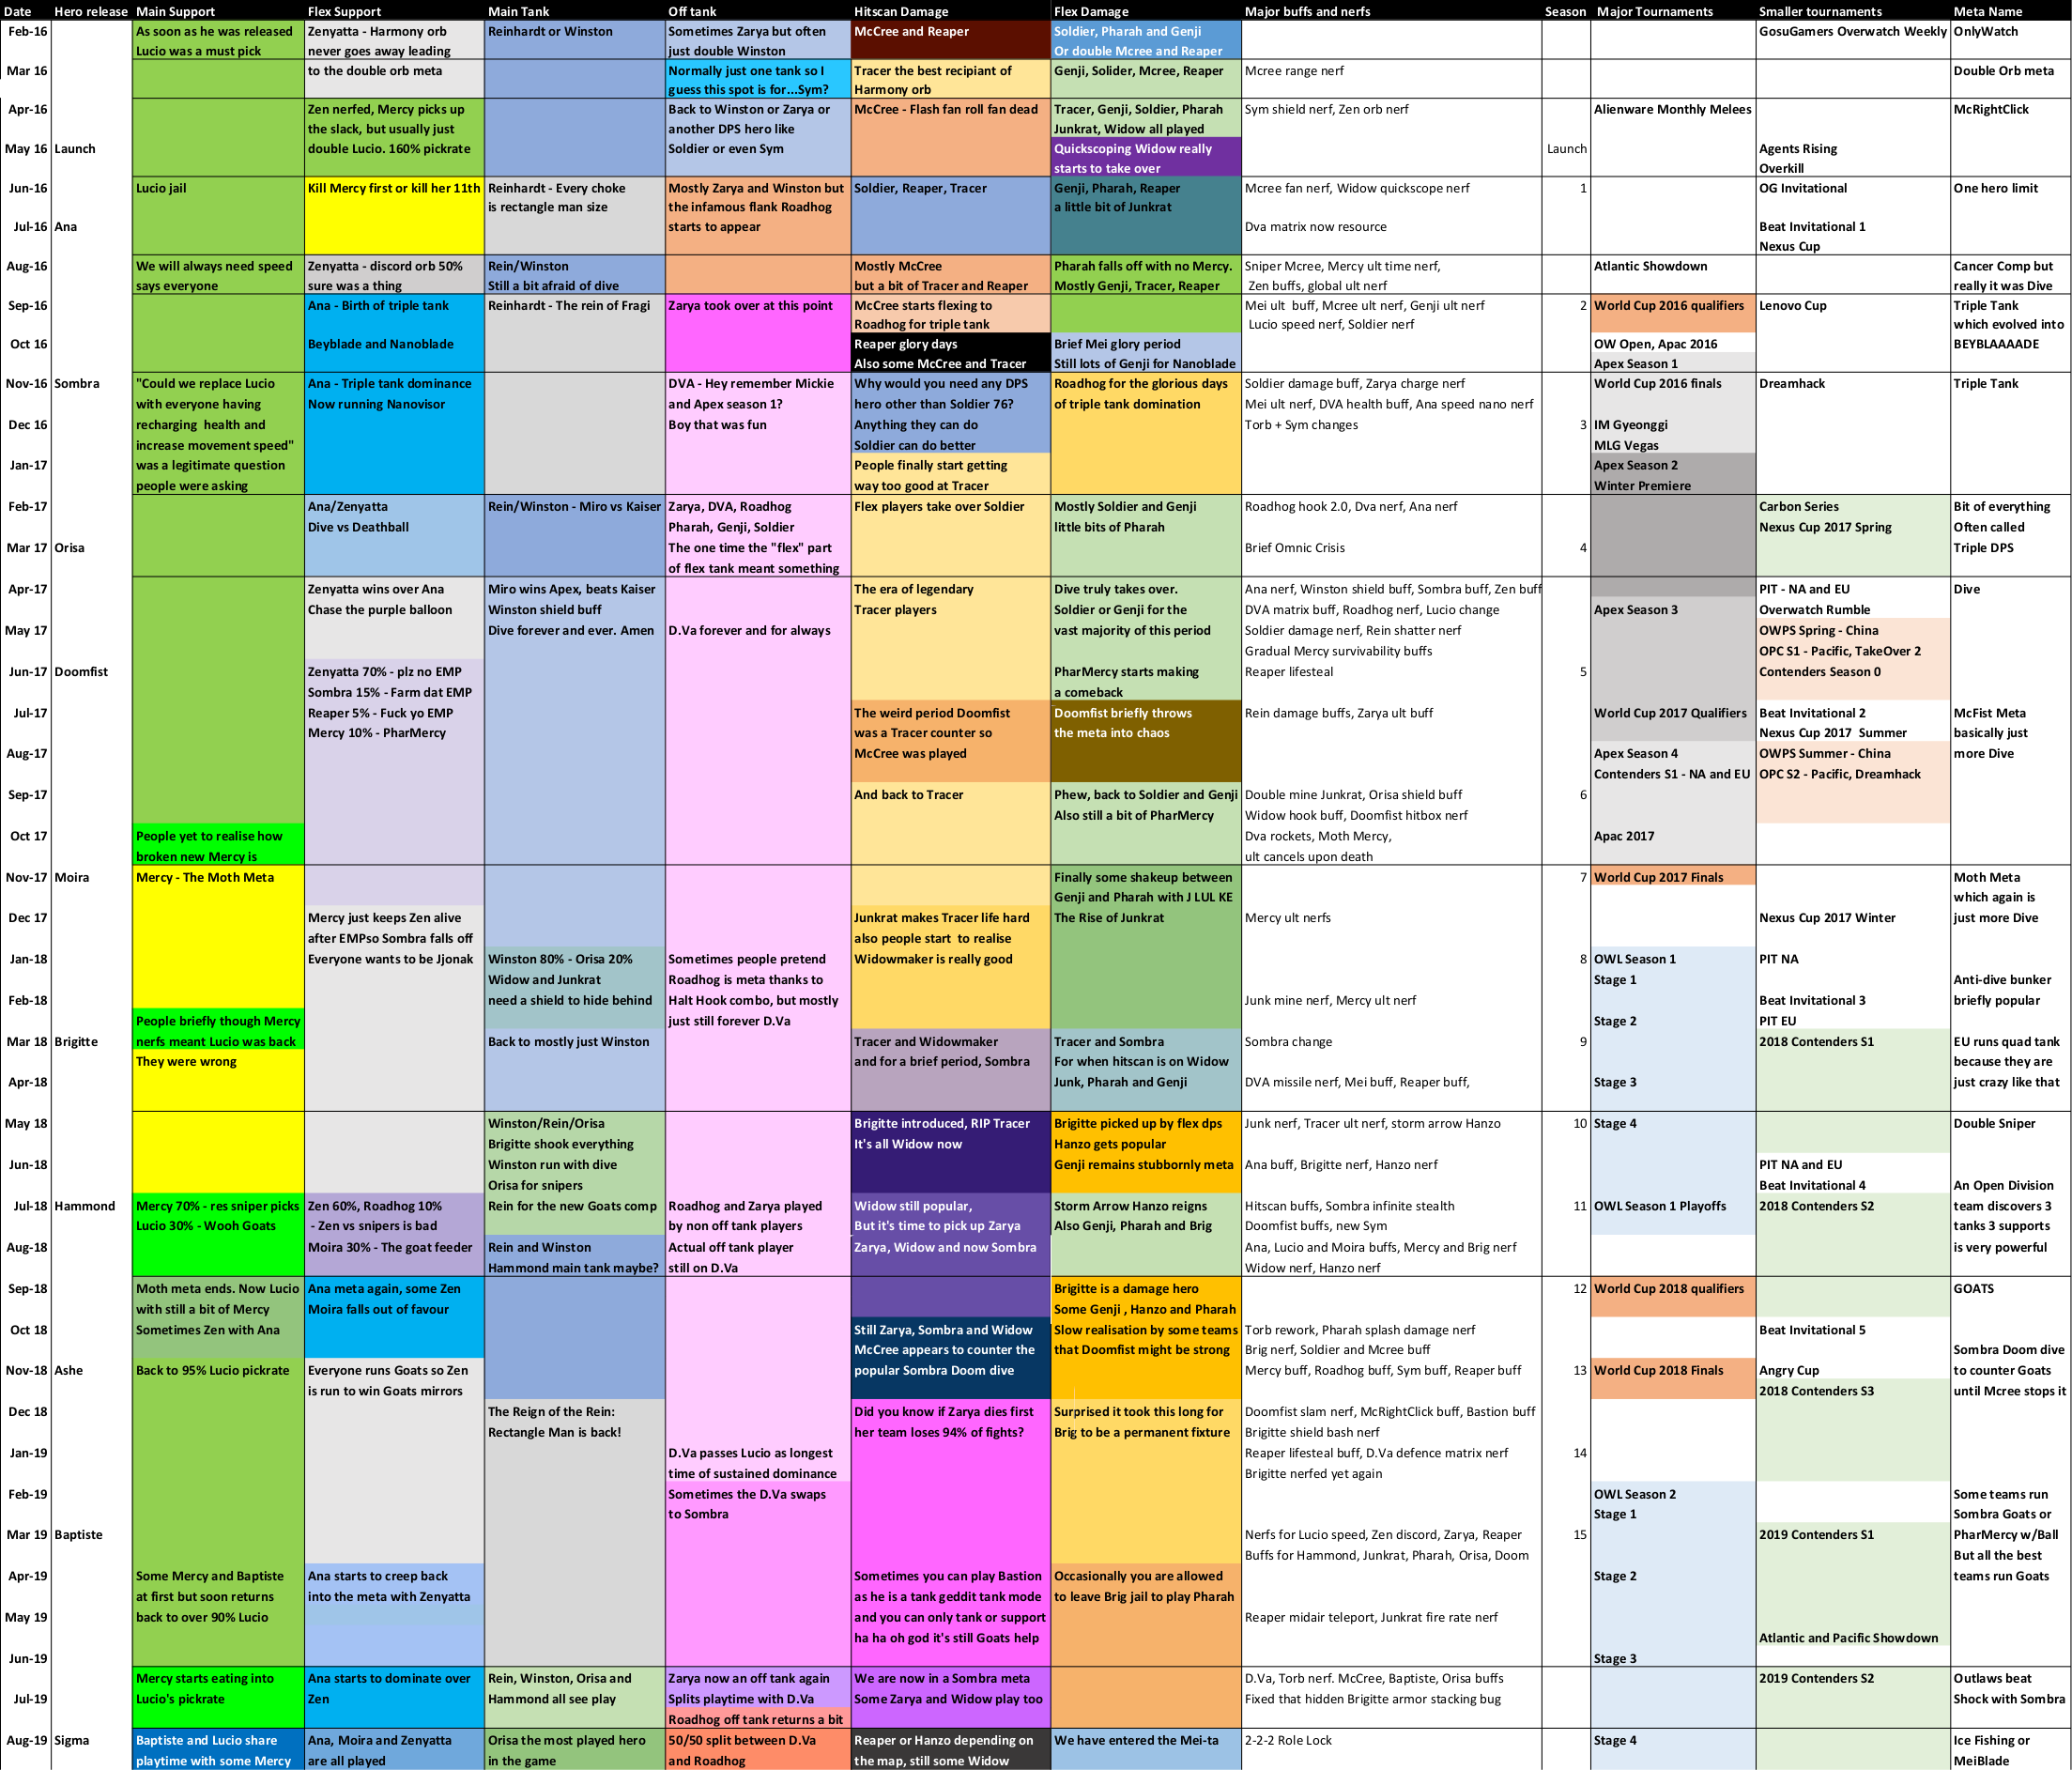 Date Hero release Main Support Flex Support Main Tank Off tank Hitscan Damage Flex Damage Major buffs and nerfs Season Major Tournaments Smaller tournaments Meta Name
Feb-16 As soon as he was released Zenyatta - Harmony orb Reinhardt or Winston Sometimes Zarya but often McCree and Reaper Soldier, Pharah and Genji GosuGamers Overwatch Weekly OnlyWatch
Lucio was a must pick never goes away leading just double Winston Or double Mcree and Reaper
Mar 16 to the double orb meta Normally just one tank so I Tracer the best recipiant of Genji, Solider, Mcree, Reaper Mcree range nerf Double Orb meta
guess this spot is for...Sym? Harmony orb
Apr-16 Zen nerfed, Mercy picks up Back to Winston or Zarya or McCree - Flash fan roll fan dead Tracer, Genji, Soldier, Pharah Sym shield nerf, Zen orb nerf Alienware Monthly Melees McRightClick
the slack, but usually just another DPS hero like Junkrat, Widow all played
May 16 Launch double Lucio. 160% pickrate Soldier or even Sym Quickscoping Widow really Launch Agents Rising
starts to take over Overkill
Jun-16 Lucio jail Kill Mercy first or kill her 11th Reinhardt - Every choke Mostly Zarya and Winston but Soldier, Reaper, Tracer Genji, Pharah, Reaper Mcree fan nerf, Widow quickscope nerf 1 OG Invitational One hero limit
is rectangle man size the infamous flank Roadhog a little bit of Junkrat
Jul-16 Ana starts to appear Dva matrix now resource Beat Invitational 1
Nexus Cup
Aug-16 We will always need speed Zenyatta - discord orb 50% Rein/Winston Mostly McCree Pharah falls off with no Mercy. Sniper Mcree, Mercy ult time nerf, Atlantic Showdown Cancer Comp but
says everyone sure was a thing Still a bit afraid of dive but a bit of Tracer and Reaper Mostly Genji, Tracer, Reaper Zen buffs, global ult nerf really it was Dive
Sep-16 Ana - Birth of triple tank Reinhardt - The rein of Fragi Zarya took over at this point McCree starts flexing to Mei ult buff, Mcree ult nerf, Genji ult nerf 2 World Cup 2016 qualifiers Lenovo Cup Triple Tank
Roadhog for triple tank Lucio speed nerf, Soldier nerf which evolved into
Oct 16 Beyblade and Nanoblade Reaper glory days Brief Mei glory period OW Open, Apac 2016 BEYBLAAAADE
Also some McCree and Tracer Still lots of Genji for Nanoblade Apex Season 1
Nov-16 Sombra "Could we replace Lucio Ana - Triple tank dominance DVA - Hey remember Mickie Why would you need any DPS Roadhog for the glorious days Soldier damage buff, Zarya charge nerf World Cup 2016 finals Dreamhack Triple Tank
with everyone having Now running Nanovisor and Apex season 1? hero other than Soldier 76? of triple tank domination Mei ult nerf, DVA health buff, Ana speed nano nerf
Dec 16 recharging health and Boy that was fun Anything they can do Torb + Sym changes 3 IM Gyeonggi
increase movement speed" Soldier can do better MLG Vegas
Jan-17 was a legitimate question People finally start getting Apex Season 2
people were asking way too good at Tracer Winter Premiere
Feb-17 Ana/Zenyatta Rein/Winston - Miro vs Kaiser Zarya, DVA, Roadhog Flex players take over Soldier Mostly Soldier and Genji Roadhog hook 2.0, Dva nerf, Ana nerf Carbon Series Bit of everything
Dive vs Deathball Pharah, Genji, Soldier little bits of Pharah Nexus Cup 2017 Spring Often called
Mar 17 Orisa The one time the "flex" part Brief Omnic Crisis 4 Triple DPS
of flex tank meant something
Apr-17 Zenyatta wins over Ana Miro wins Apex, beats Kaiser The era of legendary Dive truly takes over. Ana nerf, Winston shield buff, Sombra buff, Zen buff PIT - NA and EU Dive
Chase the purple balloon Winston shield buff Tracer players Soldier or Genji for the DVA matrix buff, Roadhog nerf, Lucio change Apex Season 3 Overwatch Rumble
May 17 Dive forever and ever. Amen D.Va forever and for always vast majority of this period Soldier damage nerf, Rein shatter nerf OWPS Spring - China
Gradual Mercy survivability buffs OPC S1 - Pacific, TakeOver 2
Jun-17 Doomfist Zenyatta 70% - plz no EMP PharMercy starts making Reaper lifesteal 5 Contenders Season 0
Sombra 15% - Farm dat EMP a comeback
Jul-17 Reaper 5% - Fuck yo EMP The weird period Doomfist Doomfist briefly throws Rein damage buffs, Zarya ult buff World Cup 2017 Qualifiers Beat Invitational 2 McFist Meta
Mercy 10% - PharMercy was a Tracer counter so the meta into chaos Nexus Cup 2017 Summer basically just
Aug-17 McCree was played Apex Season 4 OWPS Summer - China more Dive
Contenders S1 - NA and EU OPC S2 - Pacific, Dreamhack
Sep-17 And back to Tracer Phew, back to Soldier and Genji Double mine Junkrat, Orisa shield buff 6
Also still a bit of PharMercy Widow hook buff, Doomfist hitbox nerf
Oct 17 People yet to realise how Dva rockets, Moth Mercy, Apac 2017
broken new Mercy is ult cancels upon death
Nov-17 Moira Mercy - The Moth Meta Finally some shakeup between 7 World Cup 2017 Finals Moth Meta
Genji and Pharah with J LUL KE which again is
Dec 17 Mercy just keeps Zen alive Junkrat makes Tracer life hard The Rise of Junkrat Mercy ult nerfs Nexus Cup 2017 Winter just more Dive
after EMPso Sombra falls off also people start to realise
Jan-18 Everyone wants to be Jjonak Winston 80% - Orisa 20% Sometimes people pretend Widowmaker is really good 8 OWL Season 1 PIT NA
Widow and Junkrat Roadhog is meta thanks to Stage 1 Anti-dive bunker
Feb-18 need a shield to hide behind Halt Hook combo, but mostly Junk mine nerf, Mercy ult nerf Beat Invitational 3 briefly popular
People briefly though Mercy just still forever D.Va Stage 2 PIT EU
Mar 18 Brigitte nerfs meant Lucio was back Back to mostly just Winston Tracer and Widowmaker Tracer and Sombra Sombra change 9 2018 Contenders S1 EU runs quad tank
They were wrong and for a brief period, Sombra For when hitscan is on Widow because they are
Apr-18 Junk, Pharah and Genji DVA missile nerf, Mei buff, Reaper buff, Stage 3 just crazy like that
May 18 Winston/Rein/Orisa Brigitte introduced, RIP Tracer Brigitte picked up by flex dps Junk nerf, Tracer ult nerf, storm arrow Hanzo 10 Stage 4 Double Sniper
Brigitte shook everything It's all Widow now Hanzo gets popular
Jun-18 Winston run with dive Genji remains stubbornly meta Ana buff, Brigitte nerf, Hanzo nerf PIT NA and EU
Orisa for snipers Beat Invitational 4 An Open Division
Jul-18 Hammond Mercy 70% - res sniper picks Zen 60%, Roadhog 10% Rein for the new Goats comp Roadhog and Zarya played Widow still popular, Storm Arrow Hanzo reigns Hitscan buffs, Sombra infinite stealth 11 OWL Season 1 Playoffs 2018 Contenders S2 team discovers 3
Lucio 30% - Wooh Goats - Zen vs snipers is bad by non off tank players But it's time to pick up Zarya Also Genji, Pharah and Brig Doomfist buffs, new Sym tanks 3 supports
Aug-18 Moira 30% - The goat feeder Rein and Winston Actual off tank player Zarya, Widow and now Sombra Ana, Lucio and Moira buffs, Mercy and Brig nerf is very powerful
Hammond main tank maybe? still on D.Va Widow nerf, Hanzo nerf
Sep-18 Moth meta ends. Now Lucio Ana meta again, some Zen Brigitte is a damage hero 12 World Cup 2018 qualifiers GOATS
with still a bit of Mercy Moira falls out of favour Some Genji , Hanzo and Pharah
Oct 18 Sometimes Zen with Ana Still Zarya, Sombra and Widow Slow realisation by some teams Torb rework, Pharah splash damage nerf Beat Invitational 5
McCree appears to counter the that Doomfist might be strong Brig nerf, Soldier and Mcree buff Sombra Doom dive
Nov-18 Ashe Back to 95% Lucio pickrate Everyone runs Goats so Zen popular Sombra Doom dive Mercy buff, Roadhog buff, Sym buff, Reaper buff 13 World Cup 2018 Finals Angry Cup to counter Goats
is run to win Goats mirrors 2018 Contenders S3 until Mcree stops it
Dec 18 The Reign of the Rein: Did you know if Zarya dies first Surprised it took this long for Doomfist slam nerf, McRightClick buff, Bastion buff
Rectangle Man is back! her team loses 94% of fights? Brig to be a permanent fixture Brigitte shield bash nerf
Jan-19 D.Va passes Lucio as longest Reaper lifesteal buff, D.Va defence matrix nerf 14
time of sustained dominance Brigitte nerfed yet again
Feb-19 Sometimes the D.Va swaps OWL Season 2 Some teams run
to Sombra Stage 1 Sombra Goats or
Mar 19 Baptiste Nerfs for Lucio speed, Zen discord, Zarya, Reaper 15 2019 Contenders S1 PharMercy w/Ball
Buffs for Hammond, Junkrat, Pharah, Orisa, Doom But all the best
Apr-19 Some Mercy and Baptiste Ana starts to creep back Sometimes you can play Bastion Occasionally you are allowed Stage 2 teams run Goats
at first but soon returns into the meta with Zenyatta as he is a tank geddit tank mode to leave Brig jail to play Pharah
May 19 back to over 90% Lucio and you can only tank or support Reaper midair teleport, Junkrat fire rate nerf
ha ha oh god it's still Goats help Atlantic and Pacific Showdown
Jun-19 Stage 3
Mercy starts eating into Ana starts to dominate over Rein, Winston, Orisa and Zarya now an off tank again We are now in a Sombra meta D.Va, Torb nerf. McCree, Baptiste, Orisa buffs 2019 Contenders S2 Outlaws beat
Jul-19 Lucio's pickrate Zen Hammond all see play Splits playtime with D.Va Some Zarya and Widow play too Fixed that hidden Brigitte armor stacking bug Shock with Sombra
Roadhog off tank returns a bit
Aug-19 Sigma Baptiste and Lucio share Ana, Moira and Zenyatta Orisa the most played hero 50/50 split between D.Va Reaper or Hanzo depending on We have entered the Mei-ta 2-2-2 Role Lock Stage 4 Ice Fishing or
playtime with some Mercy are all played in the game and Roadhog the map, still some Widow MeiBlade